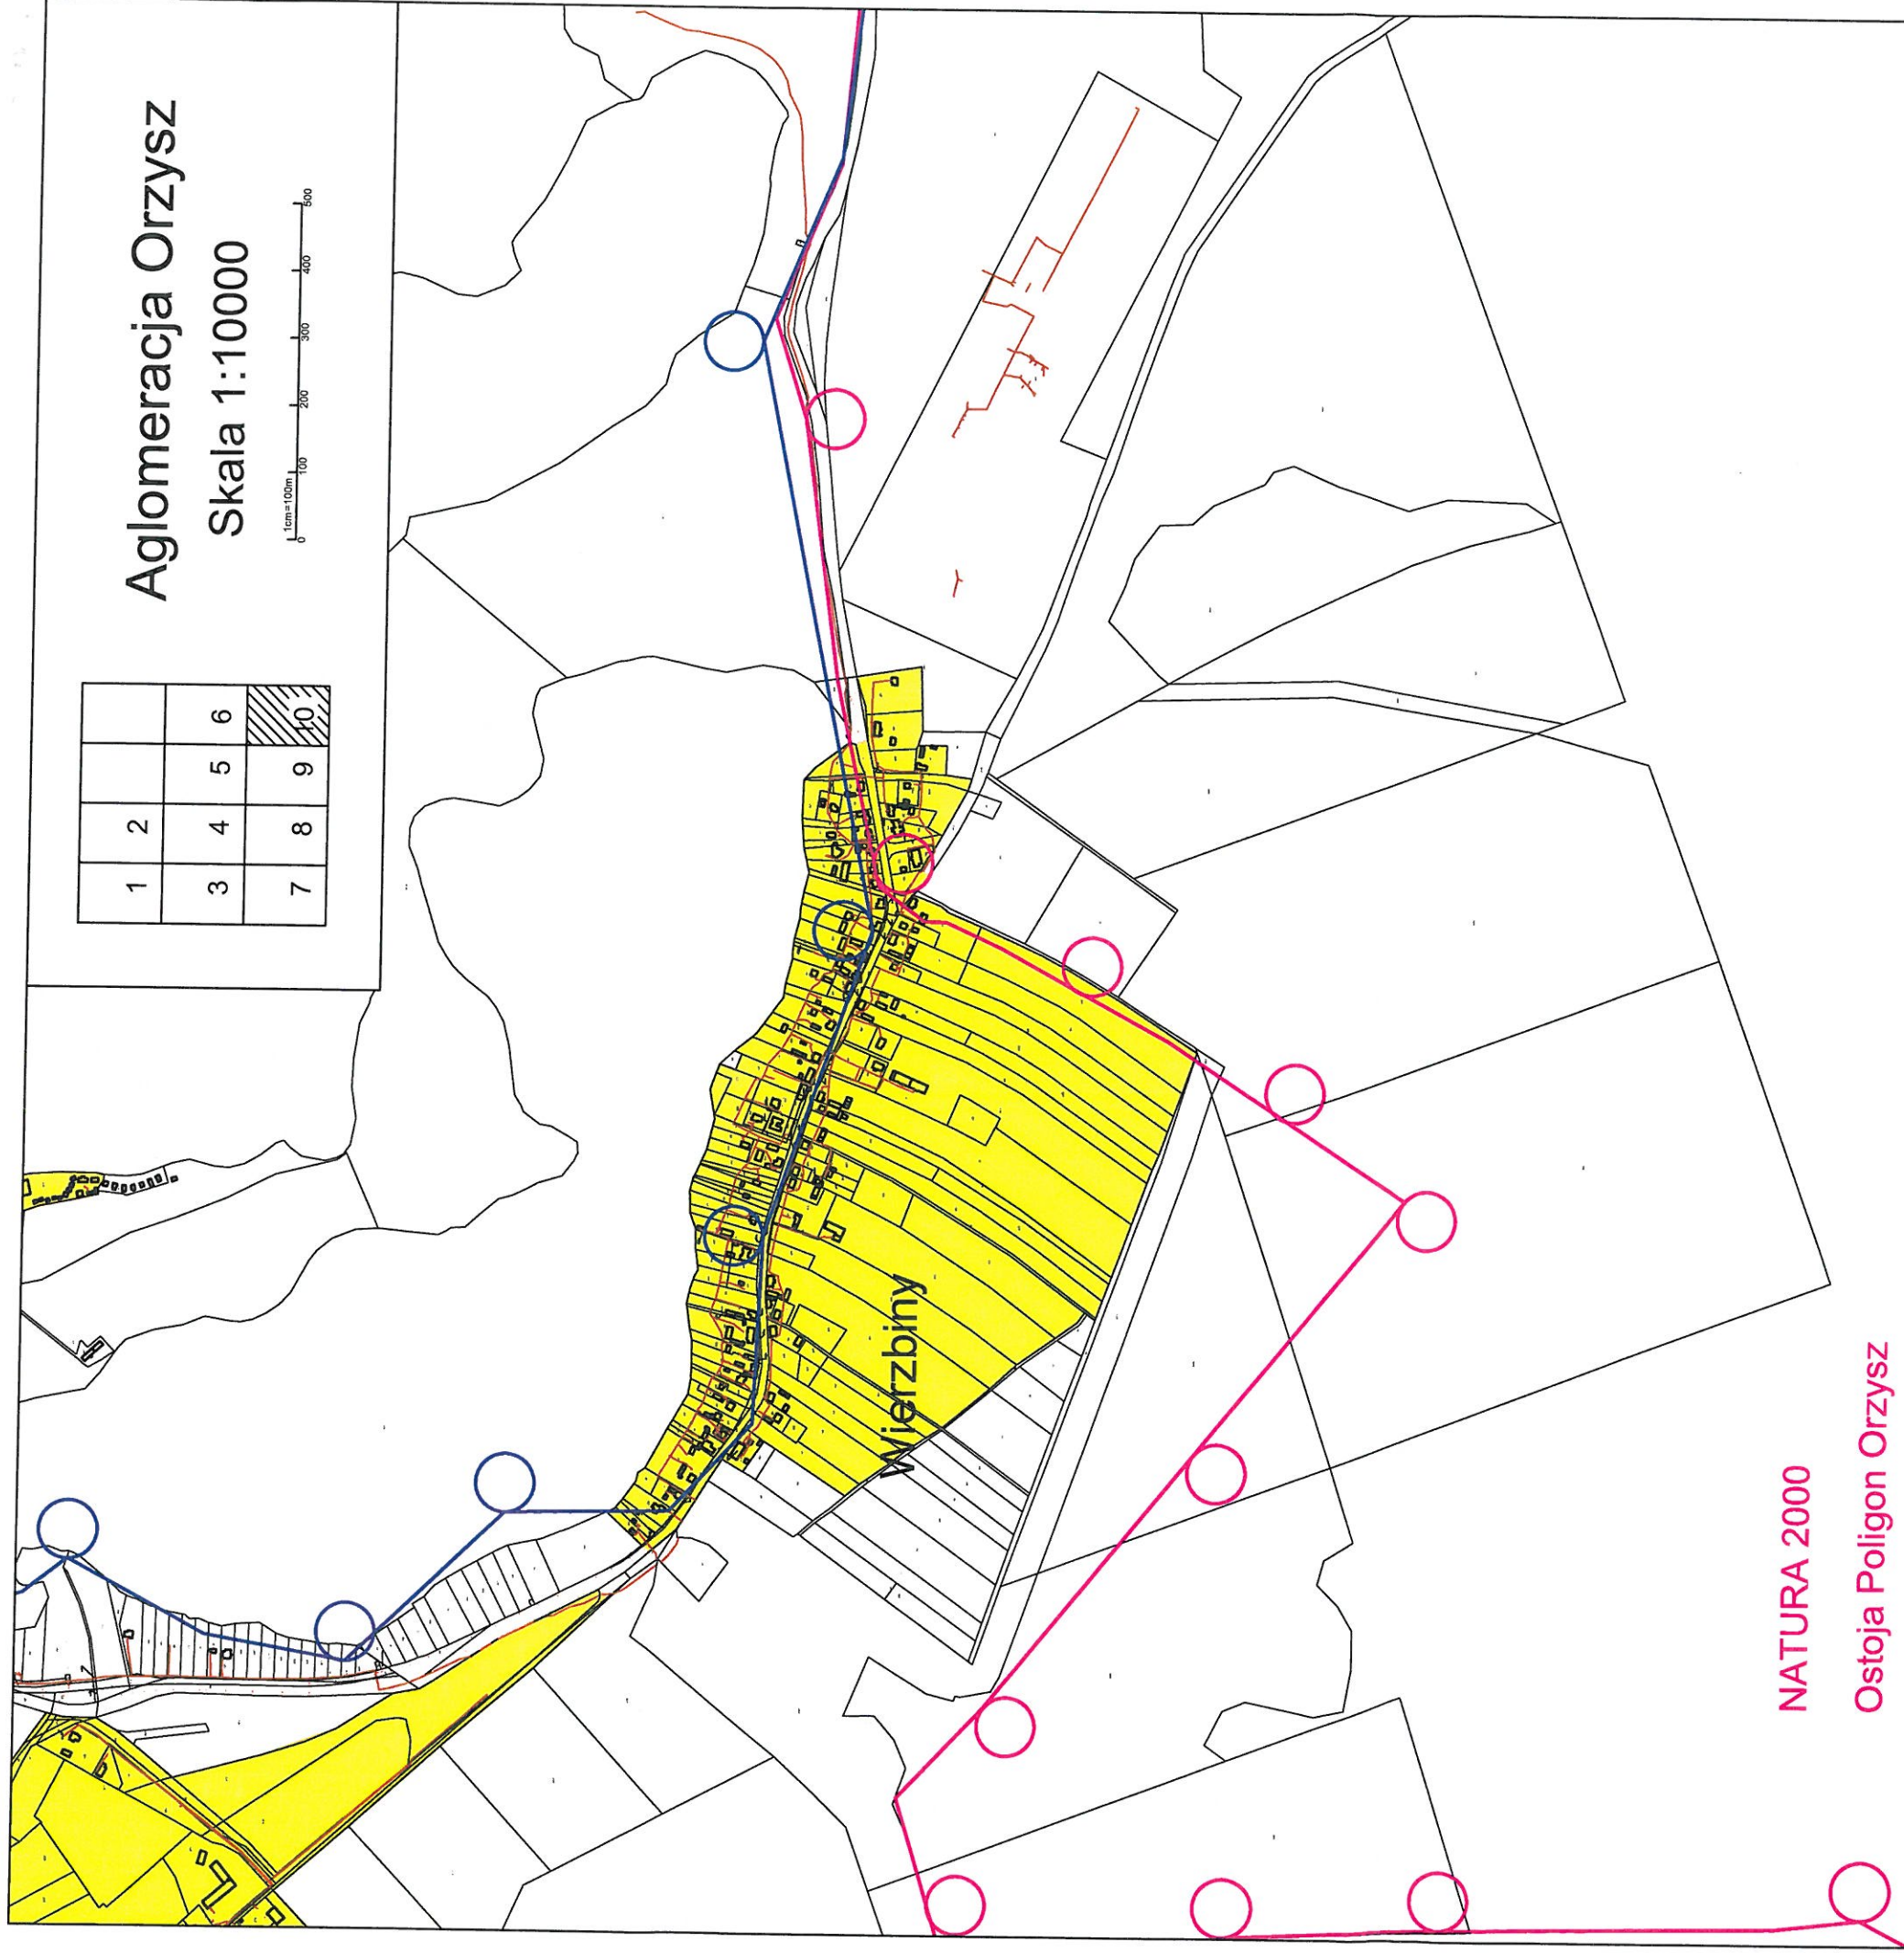 Aglomeracja Orzysz
Skala 1:10000
1cm=100m
0 100 200 300 400 500
1 2
3 4 5 6
7 8 9 10
Wierzbiny
NATURA 2000
Ostoja Poligon Orzysz